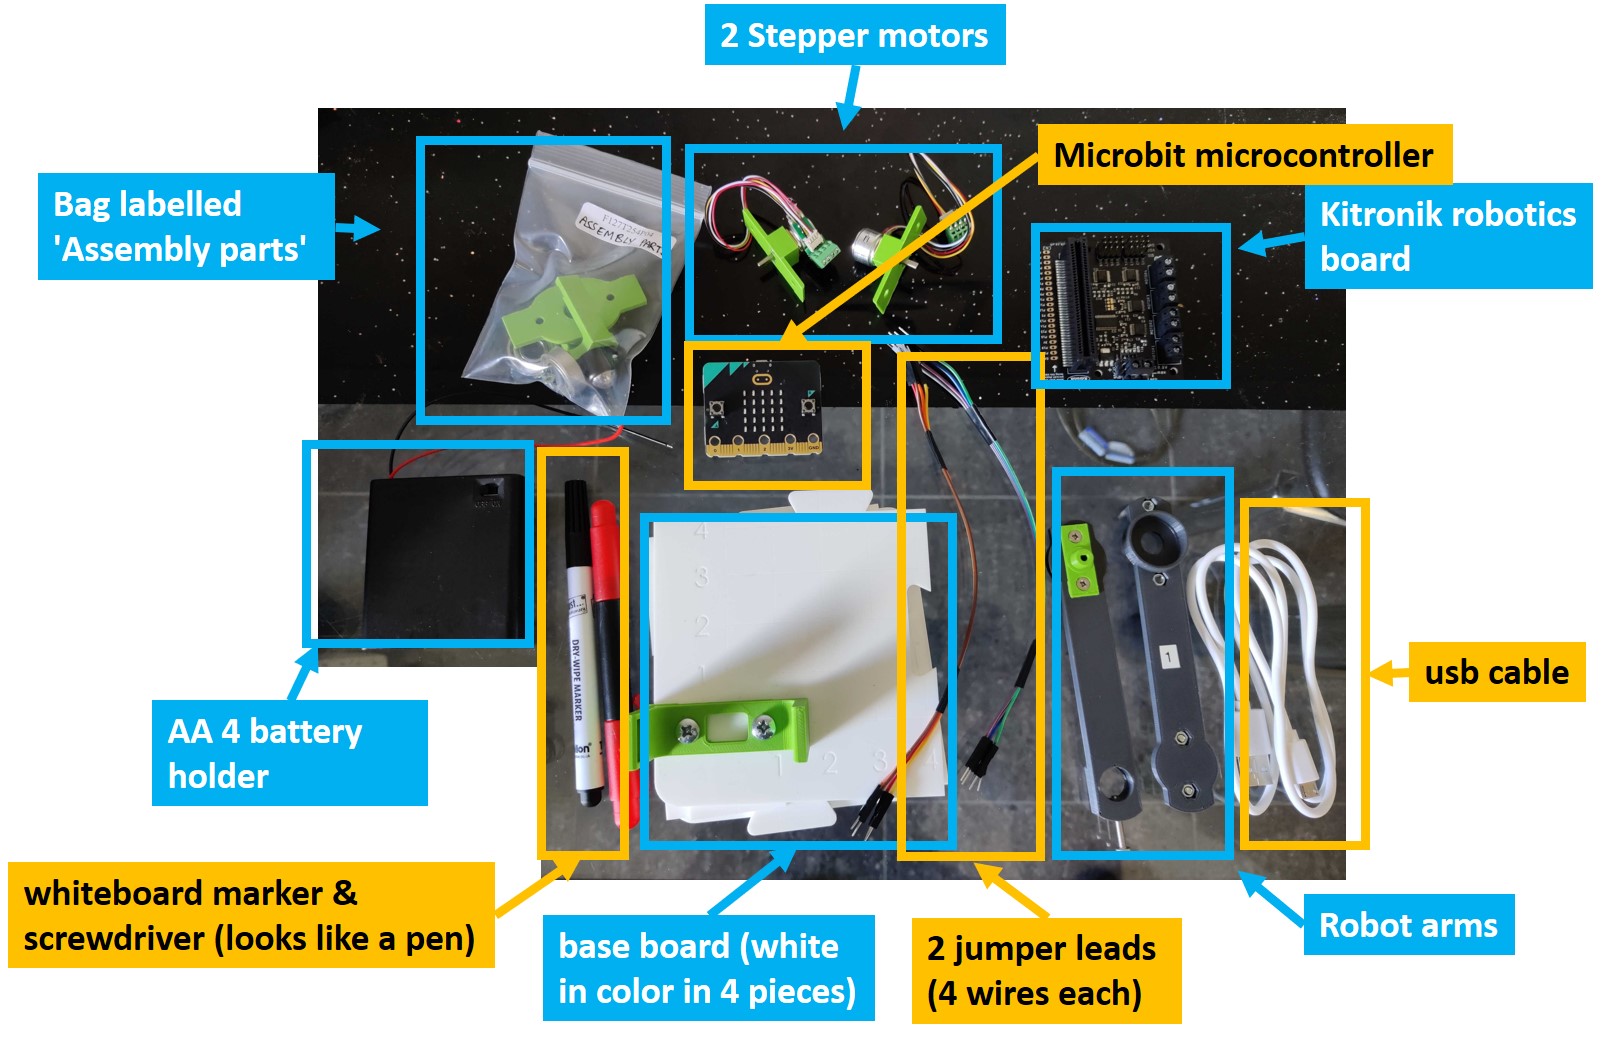 2 Stepper motors
Microbit microcontroller
Bag labelled
'Assembly parts'
Kitronik robotics
board
ASSEMBLY PARTS
4
3
2
1
1 2 3 4
DRY-WIPE MARKER
1
AA 4 battery
holder
usb cable
whiteboard marker &
screwdriver (looks like a pen)
base board (white
in color in 4 pieces)
2 jumper leads
(4 wires each)
Robot arms